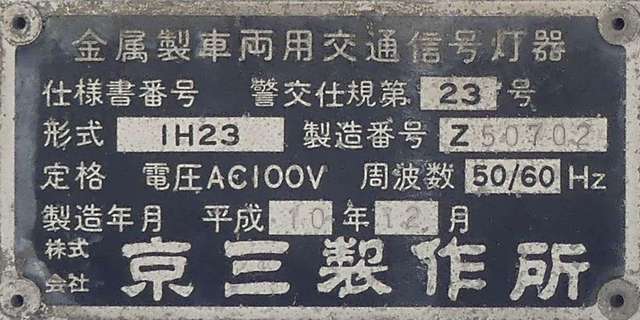 金属製車両用交通信号灯器
仕様書番号 警交仕規第 23 号
形式 1H23 製造番号 Z50702
定格 電圧AC100V 周波数 50/60 Hz
製造年月 平成 10 年 12 月
株式会社 京三製作所